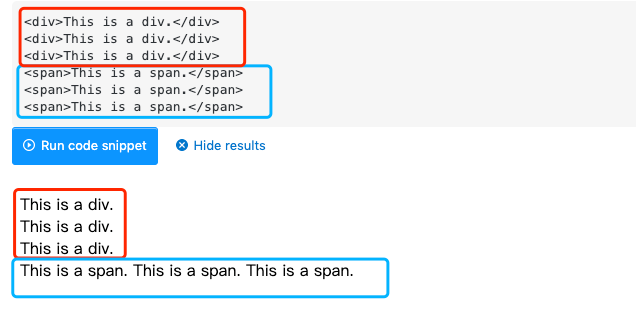 <div>This is a div.</div>
<div>This is a div.</div>
<div>This is a div.</div>
<span>This is a span.</span>
<span>This is a span.</span>
<span>This is a span.</span>
Run code snippet Hide results
This is a div.
This is a div.
This is a div.
This is a span. This is a span. This is a span.